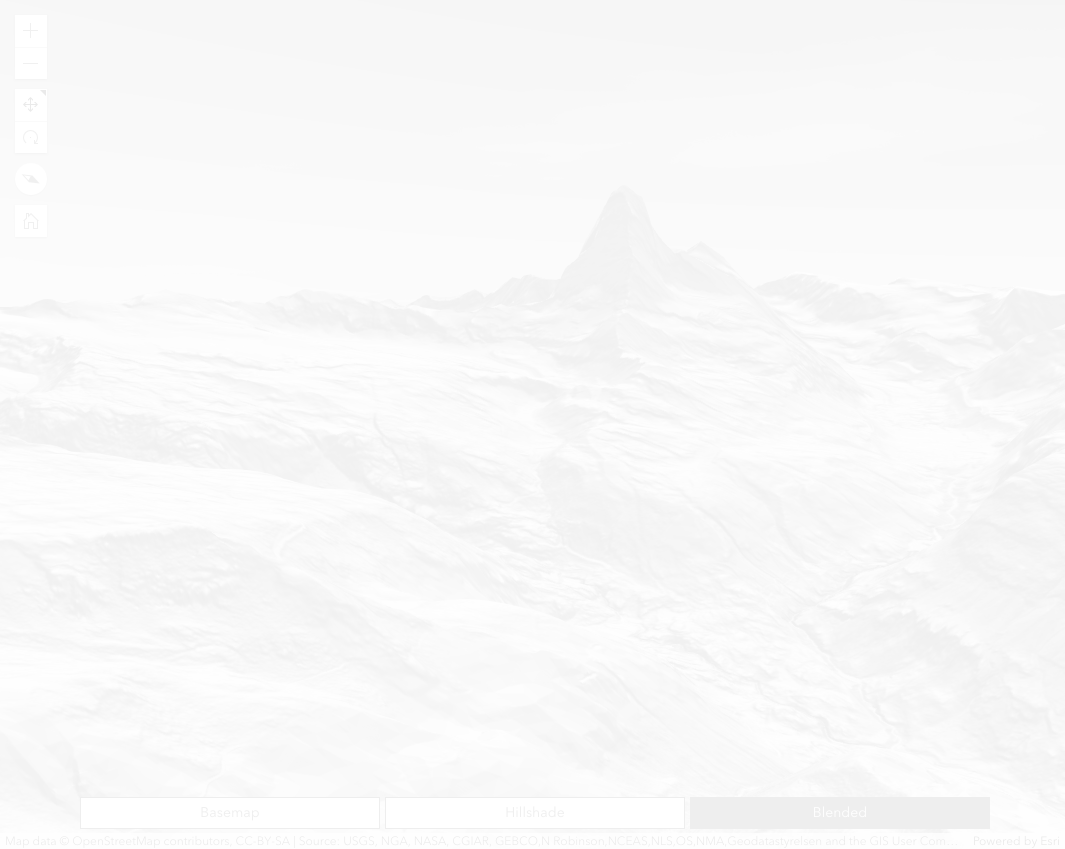 Basemap
Hillshade
Blended
Map data © OpenStreetMap contributors, CC-BY-SA | Source: USGS, NGA, NASA, CGIAR, GEBCO,N Robinson,NCEAS,NLS,OS,NMA,Geodatastyrelsen and the GIS User Com... Powered by Esri